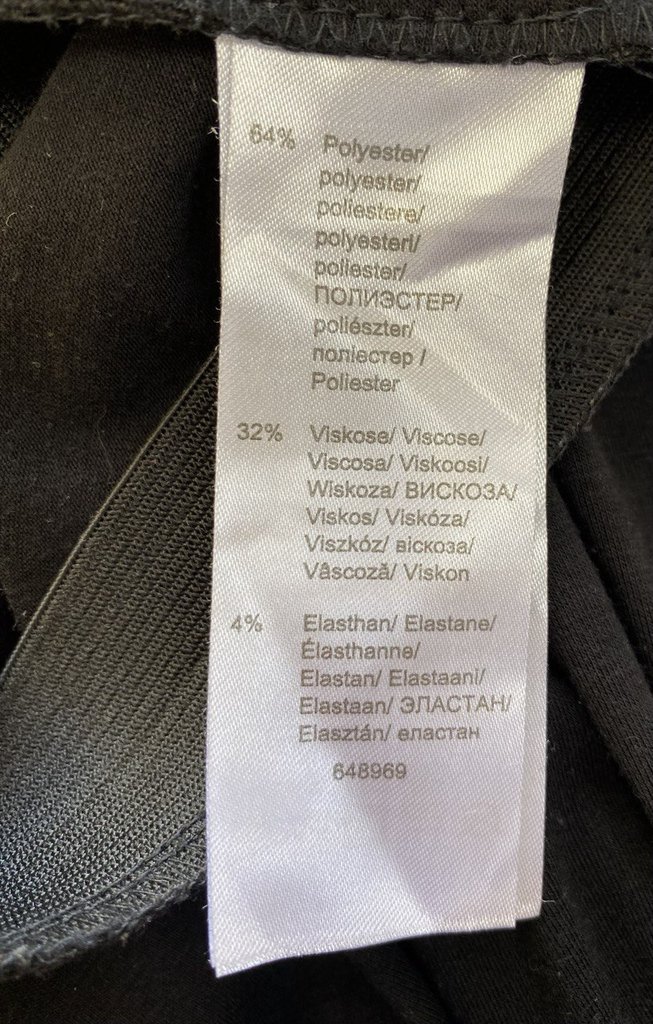 64% Polyester/
polyester/
poliestere/
polyesteri/
poliester/
ПОЛИЭСТЕР/
poliészter/
поліестер /
Poliester
32% Viskose/ Viscose/
Viscosa/ Viskoosi/
Wiskoza/ ВИСКОЗА/
Viskos/ Viskóza/
Viszkóz/ віскоза/
Vâscoză/ Viskon
4% Elasthan/ Elastane/
Élasthanne/
Elastan/ Elastaani/
Elastaan/ ЭЛАСТАН/
Elasztán/ еластан
648969